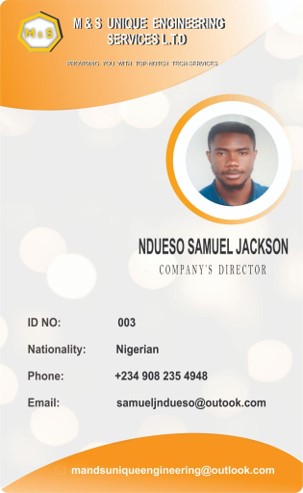 M & S
M & S UNIQUE ENGINEERING
SERVICES L.T.D
PROVIDING YOU WITH TOP-NOTCH TECH SERVICES
NDUESO SAMUEL JACKSON
COMPANY'S DIRECTOR
ID NO: 003
Nationality: Nigerian
Phone: +234 908 235 4948
Email: samueljndueso@outook.com
mandsuniqueengineering@outlook.com